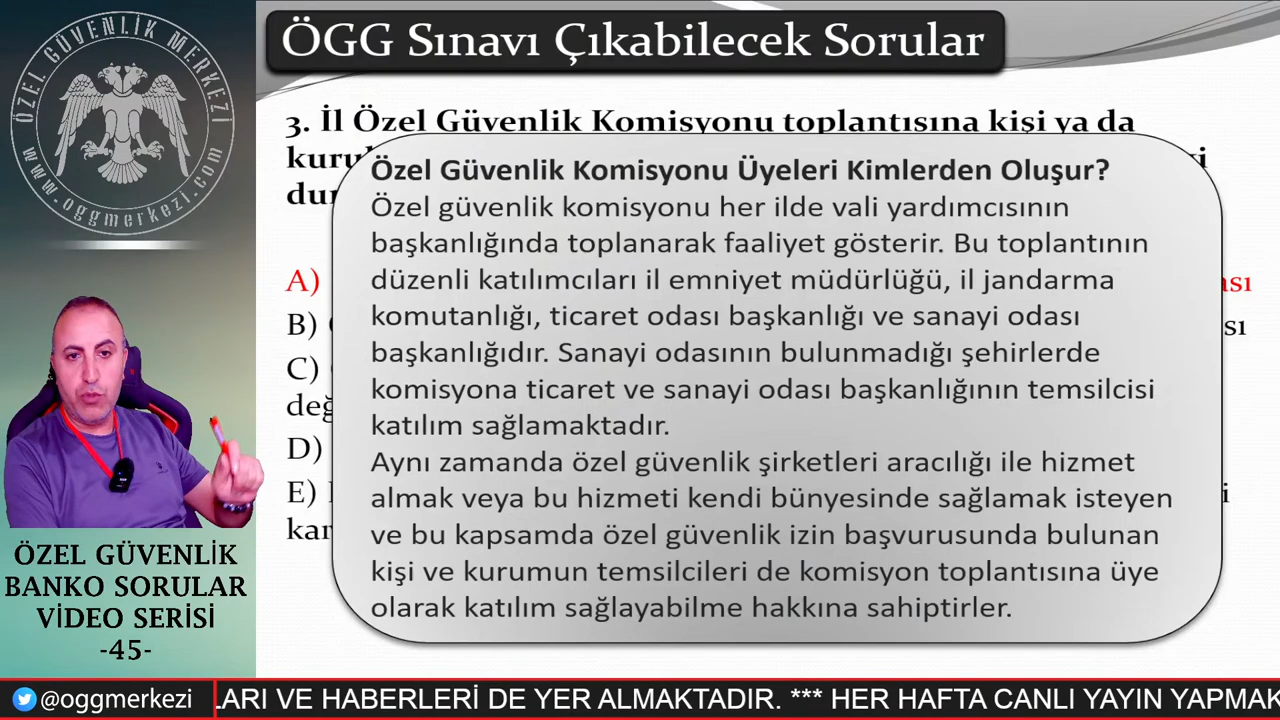 ÖZEL GÜVENLİK MERKEZİ
www.oggmerkezi.com
ÖGG Sınavı Çıkabilecek Sorular
3. İl Özel Güvenlik Komisyonu toplantısına kişi ya da
Özel Güvenlik Komisyonu Üyeleri Kimlerden Oluşur?
Özel güvenlik komisyonu her ilde vali yardımcısının
başkanlığında toplanarak faaliyet gösterir. Bu toplantının
düzenli katılımcıları il emniyet müdürlüğü, il jandarma
komutanlığı, ticaret odası başkanlığı ve sanayi odası
başkanlığıdır. Sanayi odasının bulunmadığı şehirlerde
komisyona ticaret ve sanayi odası başkanlığının temsilcisi
katılım sağlamaktadır.
Aynı zamanda özel güvenlik şirketleri aracılığı ile hizmet
almak veya bu hizmeti kendi bünyesinde sağlamak isteyen
ve bu kapsamda özel güvenlik izin başvurusunda bulunan
kişi ve kurumun temsilcileri de komisyon toplantısına üye
olarak katılım sağlayabilme hakkına sahiptirler.
A)
B)
C)
D)
E)
ÖZEL GÜVENLİK
BANKO SORULAR
VİDEO SERİSİ
-45-
@oggmerkezi
LARI VE HABERLERİ DE YER ALMAKTADIR. *** HER HAFTA CANLI YAYIN YAPMAK